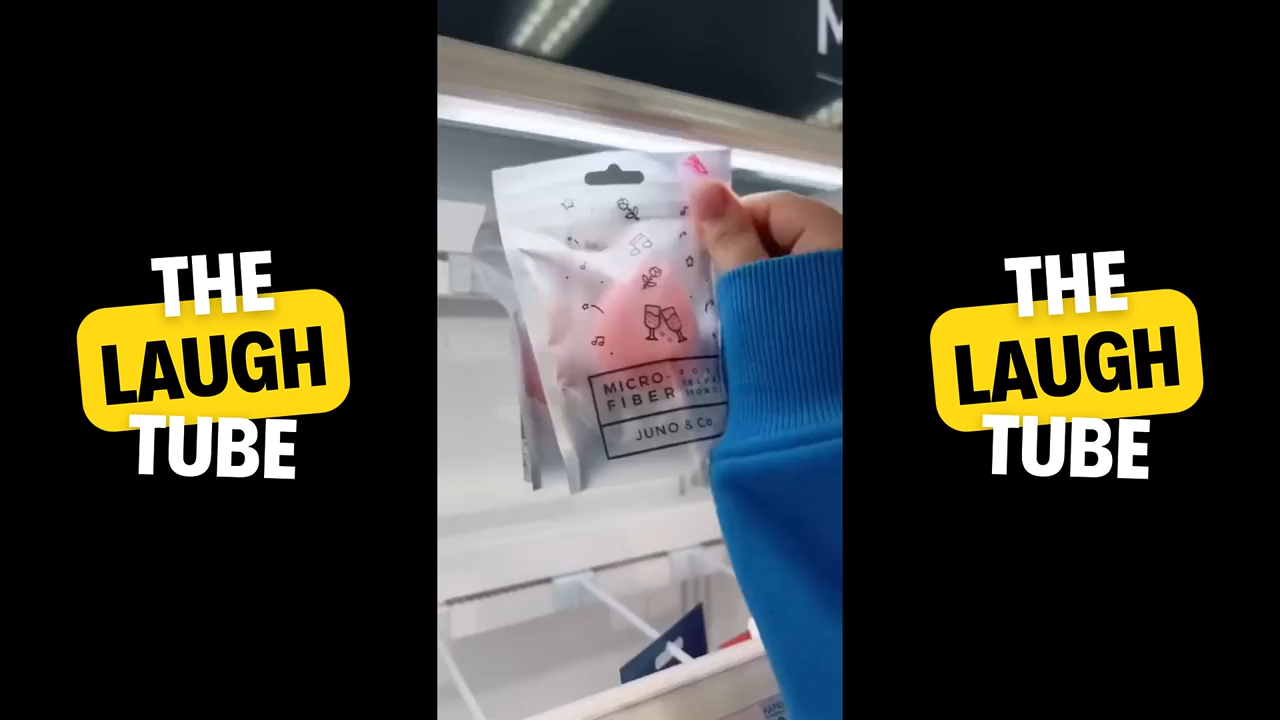 THE
LAUGH
TUBE
M
MICRO-
FIBER
JUNO & Co.
THE
LAUGH
TUBE